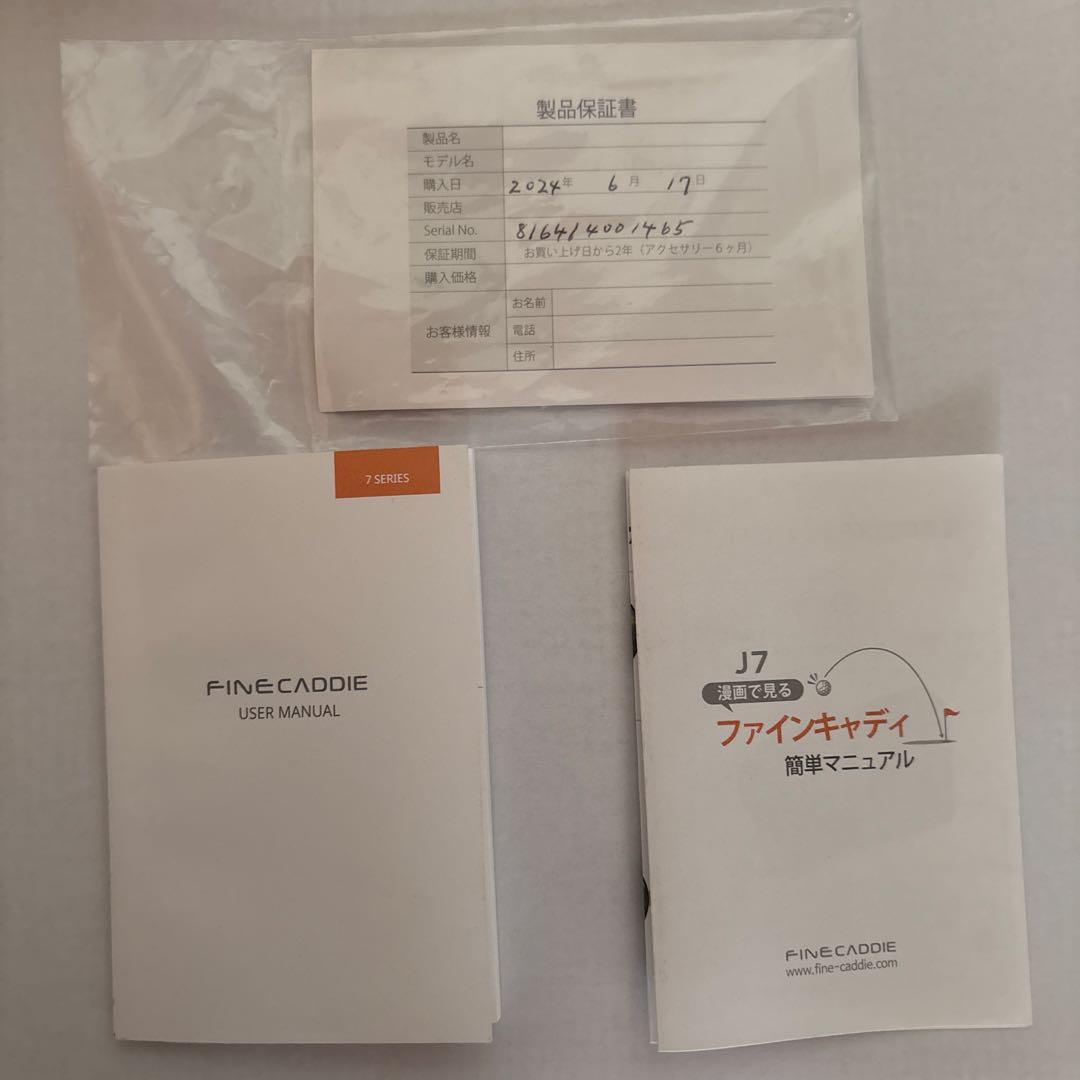 製品保証書
製品名
モデル名
購入日 2024年 6月 17日
販売店
Serial No. 816414001465
保証期間 お買い上げ日から2年（アクセサリー6ヶ月）
購入価格
お客様情報
お名前
電話
住所
7 SERIES
FINECADDIE
USER MANUAL
J7
漫画で見る
ファインキャディ
簡単マニュアル
FINECADDIE
www.fine-caddie.com